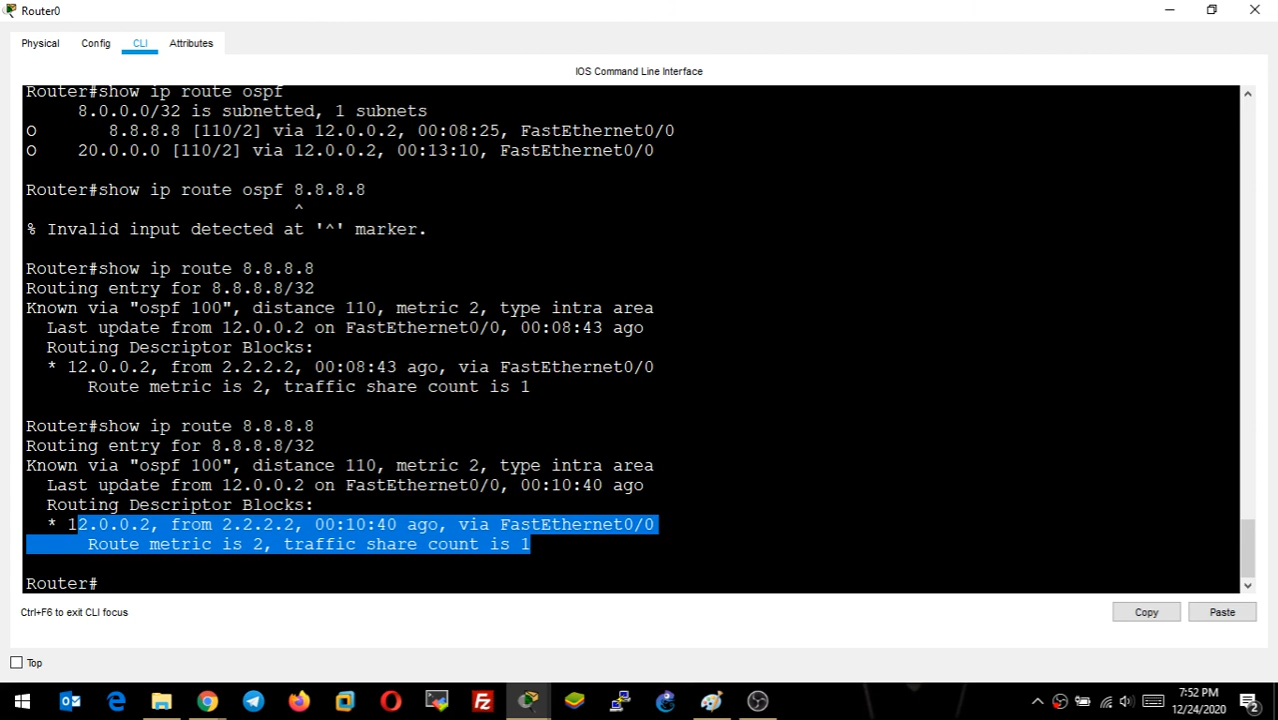 Router0
Physical Config CLI Attributes
IOS Command Line Interface
Router#show ip route ospf
8.0.0.0/32 is subnetted, 1 subnets
O 8.8.8.8 [110/2] via 12.0.0.2, 00:08:25, FastEthernet0/0
O 20.0.0.0 [110/2] via 12.0.0.2, 00:13:10, FastEthernet0/0
Router#show ip route ospf 8.8.8.8
^
% Invalid input detected at '^' marker.
Router#show ip route 8.8.8.8
Routing entry for 8.8.8.8/32
Known via "ospf 100", distance 110, metric 2, type intra area
Last update from 12.0.0.2 on FastEthernet0/0, 00:08:43 ago
Routing Descriptor Blocks:
* 12.0.0.2, from 2.2.2.2, 00:08:43 ago, via FastEthernet0/0
Route metric is 2, traffic share count is 1
Router#show ip route 8.8.8.8
Routing entry for 8.8.8.8/32
Known via "ospf 100", distance 110, metric 2, type intra area
Last update from 12.0.0.2 on FastEthernet0/0, 00:10:40 ago
Routing Descriptor Blocks:
* 12.0.0.2, from 2.2.2.2, 00:10:40 ago, via FastEthernet0/0
Route metric is 2, traffic share count is 1
Router#
Ctrl+F6 to exit CLI focus
Copy Paste
Top
7:52 PM
12/24/2020
2